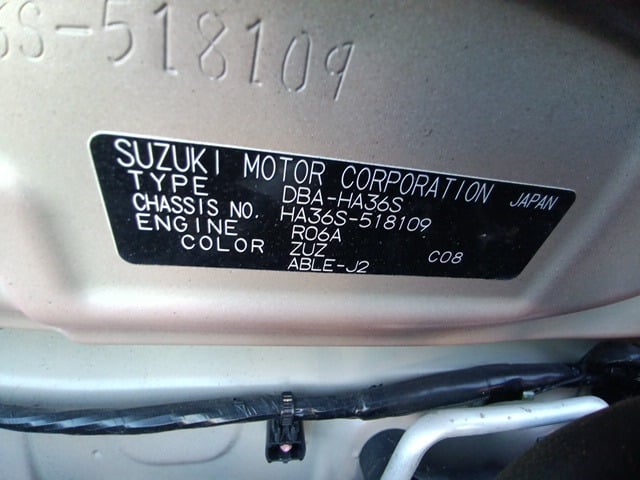 6S-518109
SUZUKI MOTOR CORPORATION JAPAN
TYPE DBA-HA36S
CHASSIS NO. HA36S-518109
ENGINE R06A
COLOR ZUZ C08
ABLE-J2